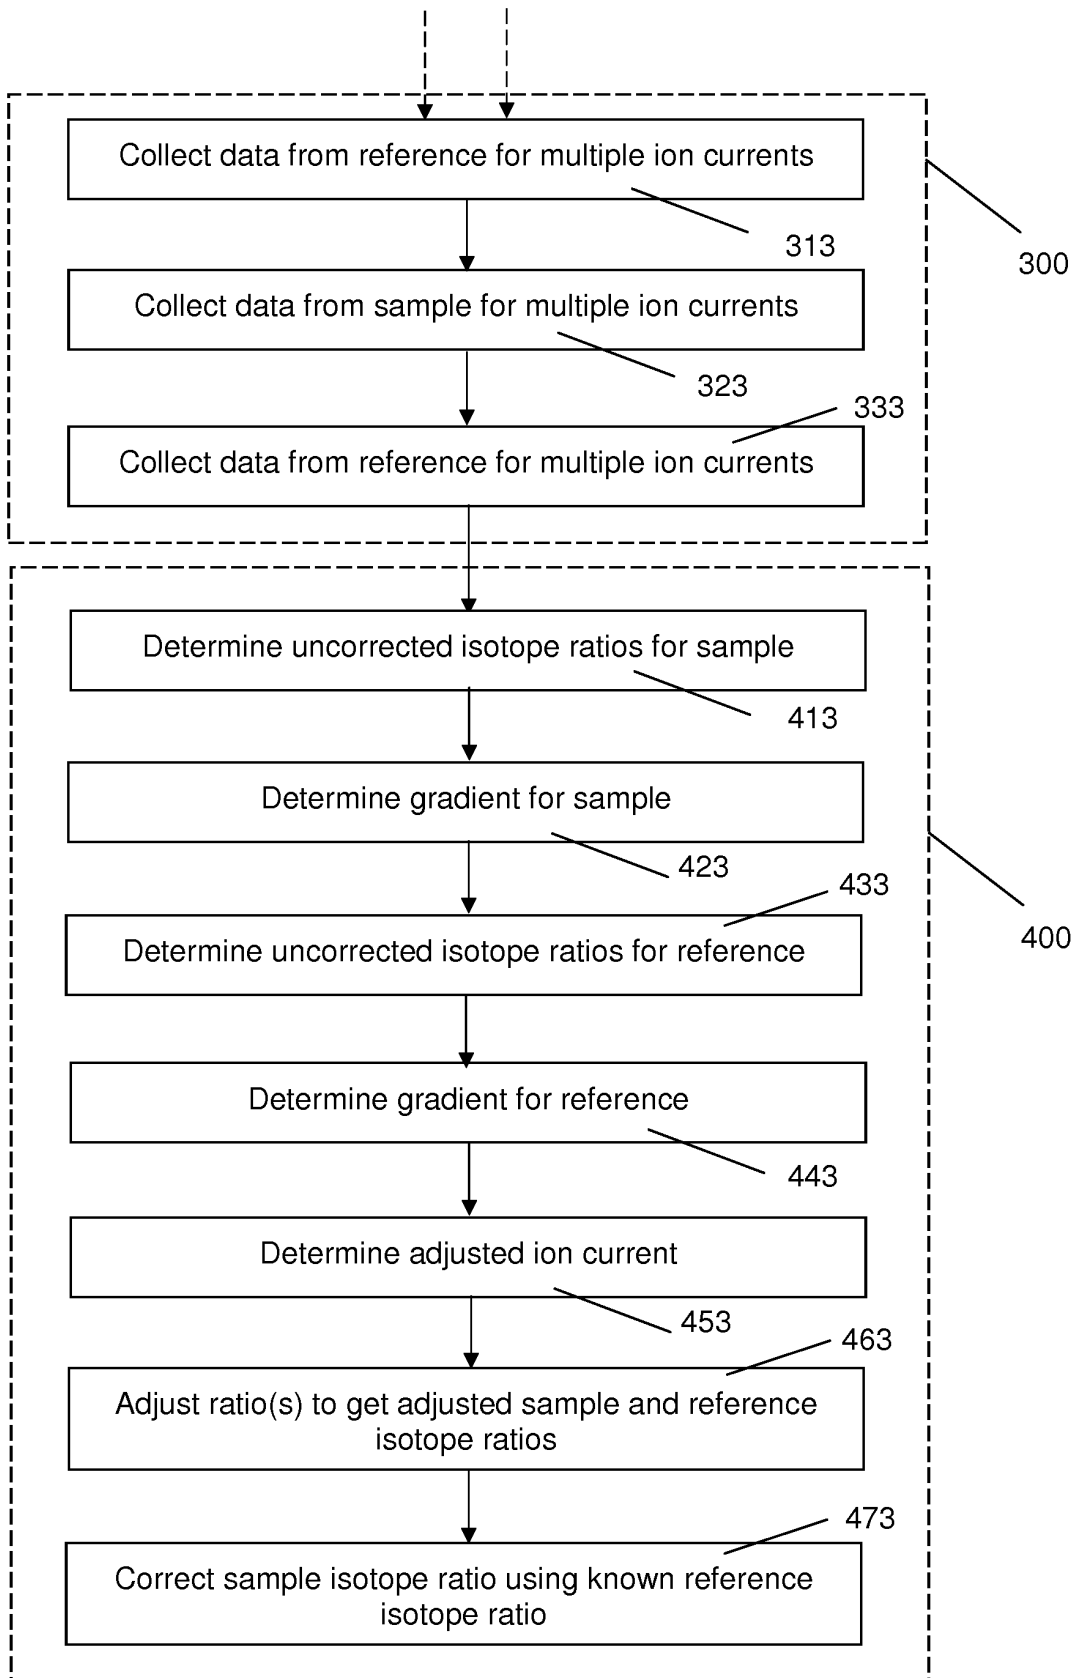 Collect data from reference for multiple ion currents
313
300
Collect data from sample for multiple ion currents
323
333
Collect data from reference for multiple ion currents
Determine uncorrected isotope ratios for sample
413
Determine gradient for sample
423
433
400
Determine uncorrected isotope ratios for reference
Determine gradient for reference
443
Determine adjusted ion current
453
463
Adjust ratio(s) to get adjusted sample and reference
isotope ratios
473
Correct sample isotope ratio using known reference
isotope ratio